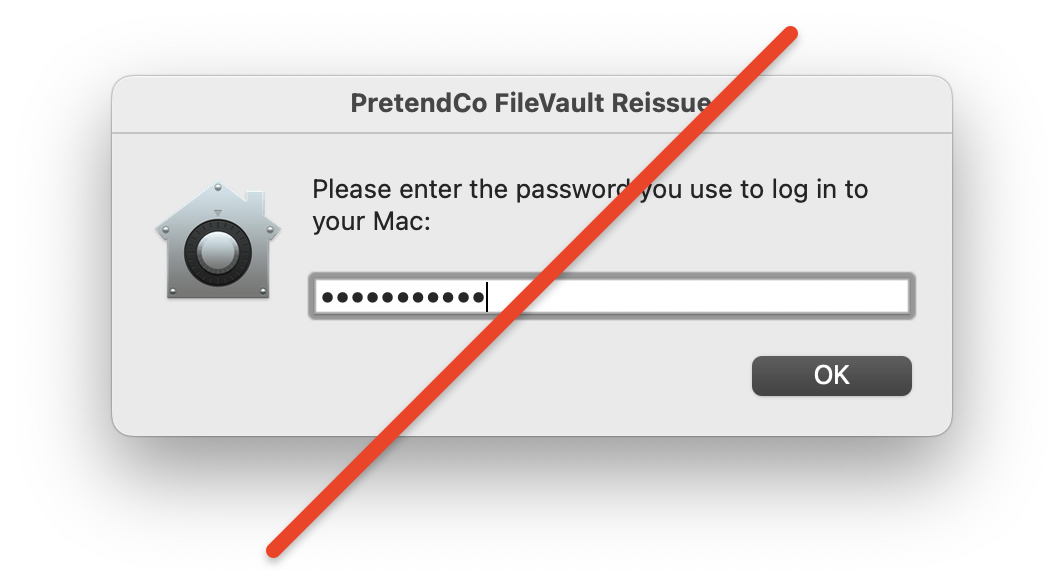 PretendCo FileVault Reissue
Please enter the password you use to log in to
your Mac:
OK